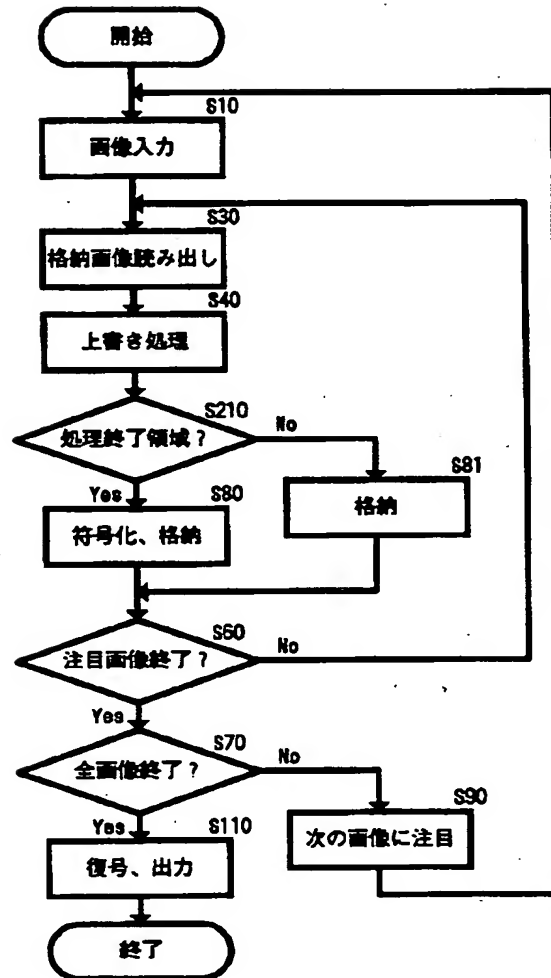 開始
S10
画像入力
S30
格納画像読み出し
S40
上書き処理
S210
処理終了領域?
No
Yes
S80
S81
符号化、格納
格納
S60
注目画像終了?
No
Yes
S70
全画像終了?
No
Yes
S90
S110
次の画像に注目
復号、出力
終了